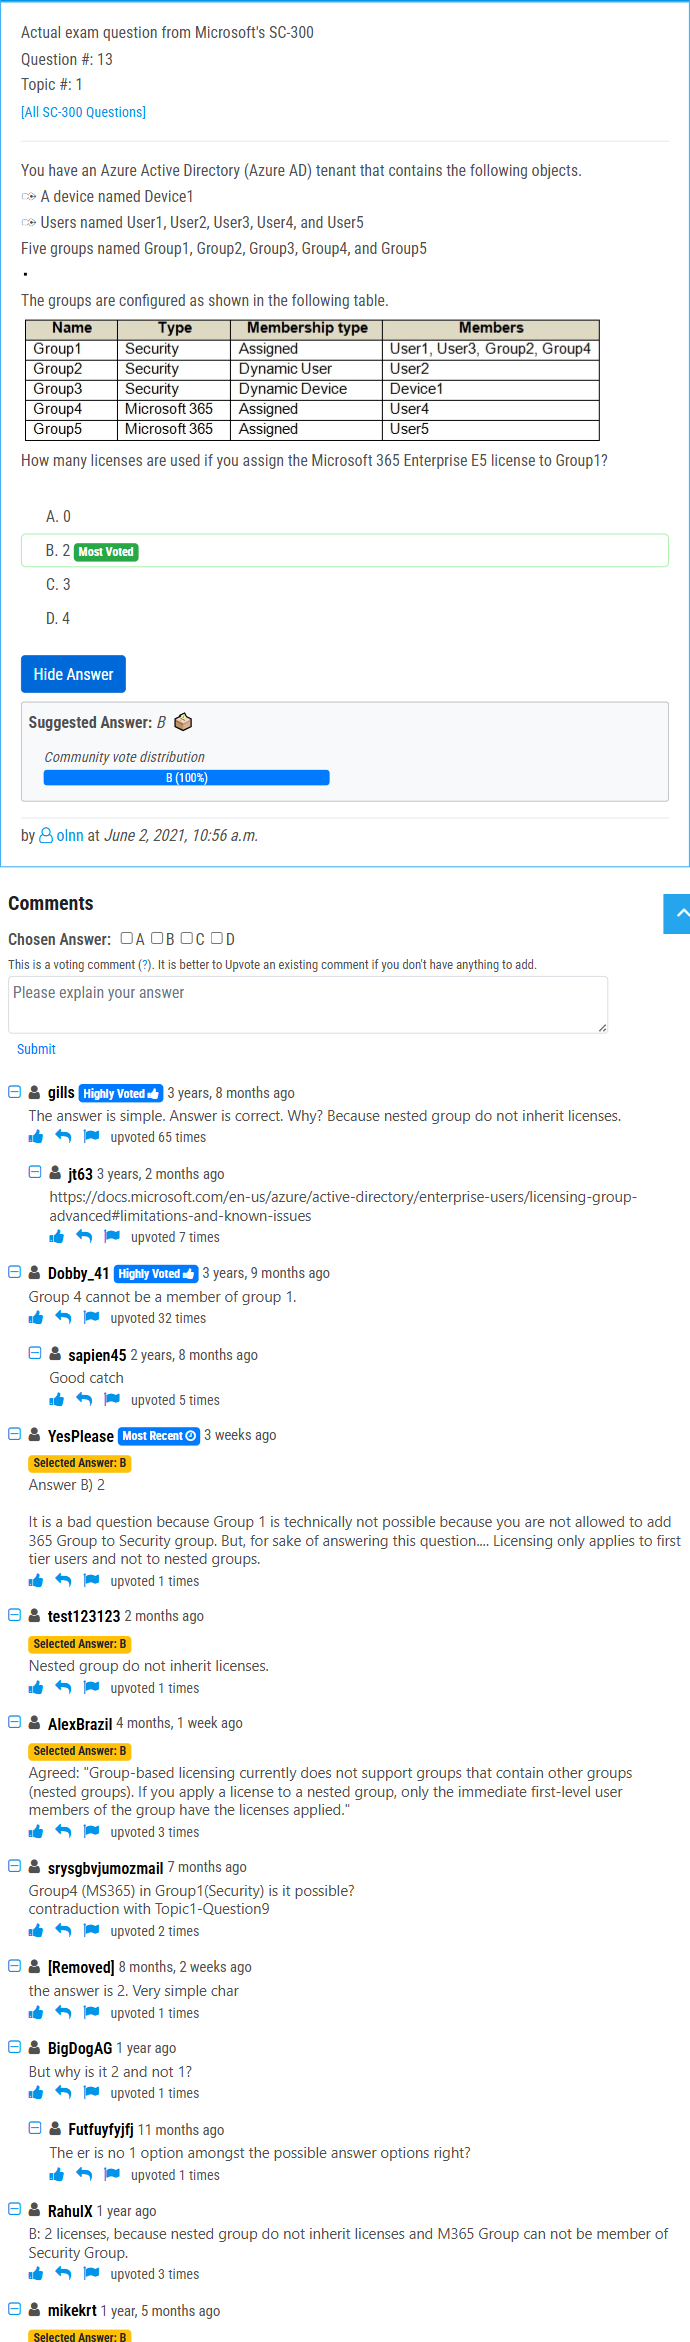 Actual exam question from Microsoft's SC-300
Question #: 13
Topic #: 1
[All SC-300 Questions]
You have an Azure Active Directory (Azure AD) tenant that contains the following objects.
A device named Device1
Users named User1, User2, User3, User4, and User5
Five groups named Group1, Group2, Group3, Group4, and Group5
•
The groups are configured as shown in the following table.
Name Type Membership type Members
Group1 Security Assigned User1, User3, Group2, Group4
Group2 Security Dynamic User User2
Group3 Security Dynamic Device Device1
Group4 Microsoft 365 Assigned User4
Group5 Microsoft 365 Assigned User5
How many licenses are used if you assign the Microsoft 365 Enterprise E5 license to Group1?
A. 0
B. 2 Most Voted
C. 3
D. 4
Hide Answer
Suggested Answer: B
Community vote distribution
B (100%)
by olnn at June 2, 2021, 10:56 a.m.
Comments
Chosen Answer: A B C D
This is a voting comment (?). It is better to Upvote an existing comment if you don't have anything to add.
Please explain your answer
Submit
gills Highly Voted 3 years, 8 months ago
The answer is simple. Answer is correct. Why? Because nested group do not inherit licenses.
upvoted 65 times
jt63 3 years, 2 months ago
https://docs.microsoft.com/en-us/azure/active-directory/enterprise-users/licensing-group-
advanced#limitations-and-known-issues
upvoted 7 times
Dobby_41 Highly Voted 3 years, 9 months ago
Group 4 cannot be a member of group 1.
upvoted 32 times
sapien45 2 years, 8 months ago
Good catch
upvoted 5 times
YesPlease Most Recent 3 weeks ago
Selected Answer: B
Answer B) 2
It is a bad question because Group 1 is technically not possible because you are not allowed to add
365 Group to Security group. But, for sake of answering this question.... Licensing only applies to first
tier users and not to nested groups.
upvoted 1 times
test123123 2 months ago
Selected Answer: B
Nested group do not inherit licenses.
upvoted 1 times
AlexBrazil 4 months, 1 week ago
Selected Answer: B
Agreed: "Group-based licensing currently does not support groups that contain other groups
(nested groups). If you apply a license to a nested group, only the immediate first-level user
members of the group have the licenses applied."
upvoted 3 times
srysgbvjumozmail 7 months ago
Group4 (MS365) in Group1(Security) is it possible?
contraduction with Topic1-Question9
upvoted 2 times
[Removed] 8 months, 2 weeks ago
the answer is 2. Very simple char
upvoted 1 times
BigDogAG 1 year ago
But why is it 2 and not 1?
upvoted 1 times
Futfuyfyjfj 11 months ago
The er is no 1 option amongst the possible answer options right?
upvoted 1 times
RahulX 1 year ago
B: 2 licenses, because nested group do not inherit licenses and M365 Group can not be member of
Security Group.
upvoted 3 times
mikekrt 1 year, 5 months ago
Selected Answer: B